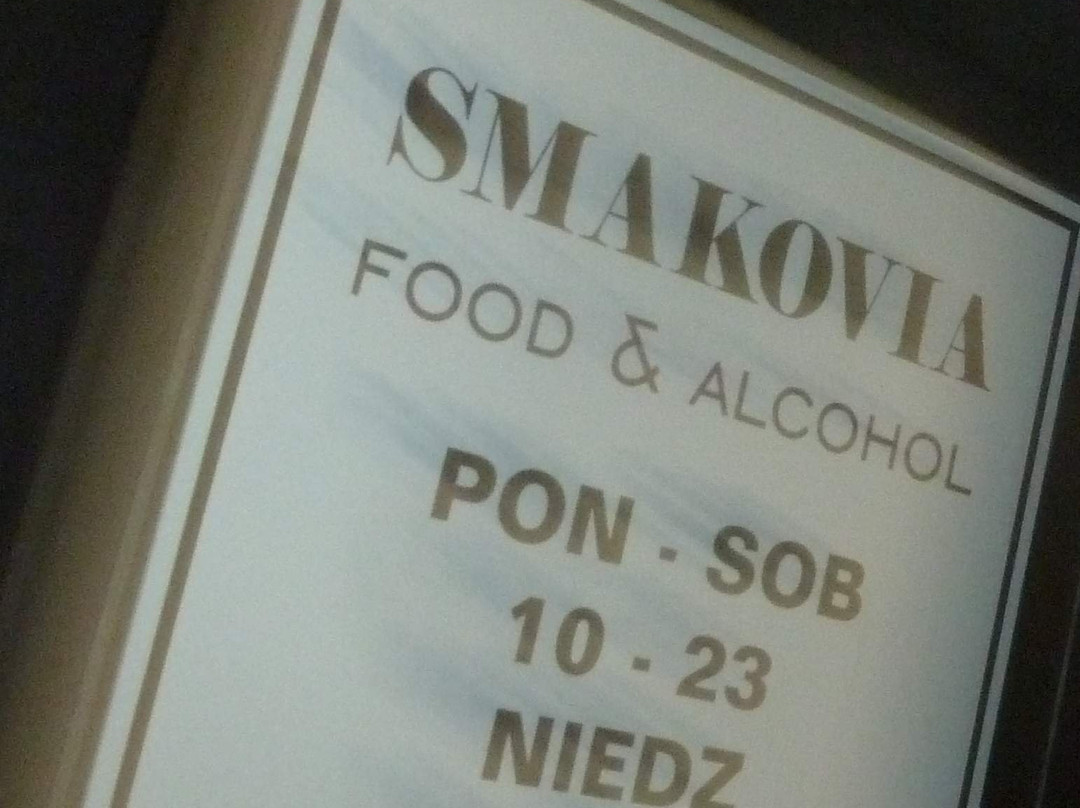 SMAKOVIA
FOOD & ALCOHOL
PON - SOB
10 - 23
NIEDZ